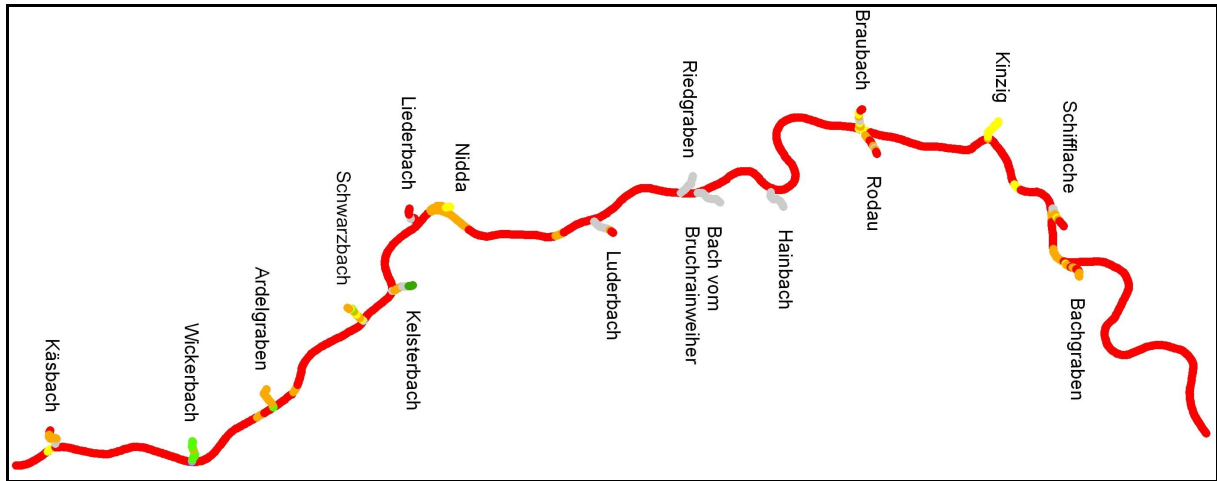 Käsbach
Wickerbach
Ardelgraben
Schwarzbach
Liederbach
Nidda
Kelsterbach
Luderbach
Riedgraben
Bach vom
Bruchrainweiher
Hainbach
Braubach
Rodau
Kinzig
Schifflache
Bachgraben